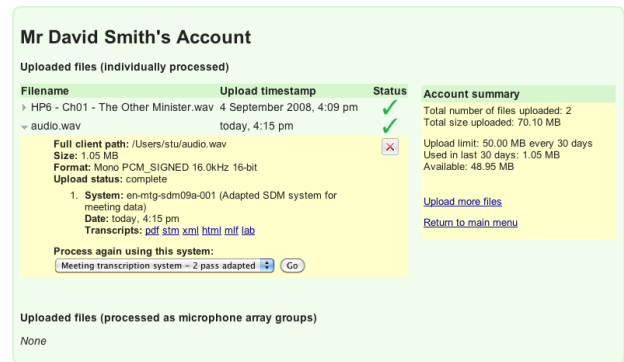 Mr David Smith's Account
Uploaded files (individually processed)
Filename Upload timestamp Status
HP6 - Ch01 - The Other Minister.wav 4 September 2008, 4:09 pm
audio.wav today, 4:15 pm
Full client path: /Users/stu/audio.wav
Size: 1.05 MB
Format: Mono PCM_SIGNED 16.0kHz 16-bit
Upload status: complete
1. System: en-mtg-sdm09a-001 (Adapted SDM system for
meeting data)
Date: today, 4:15 pm
Transcripts: pdf stm xml html mlf lab
Process again using this system:
Meeting transcription system – 2 pass adapted Go
Account summary
Total number of files uploaded: 2
Total size uploaded: 70.10 MB
Upload limit: 50.00 MB every 30 days
Used in last 30 days: 1.05 MB
Available: 48.95 MB
Upload more files
Return to main menu
Uploaded files (processed as microphone array groups)
None